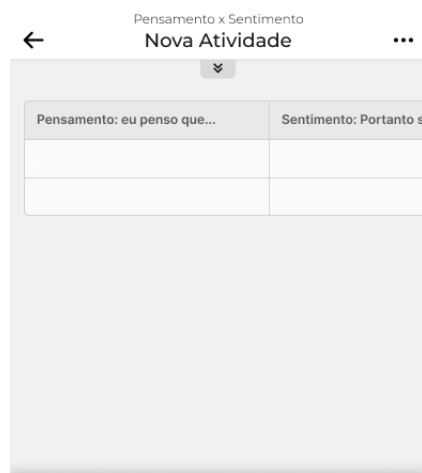 Pensamento x Sentimento
Nova Atividade
Pensamento: eu penso que... Sentimento: Portanto s